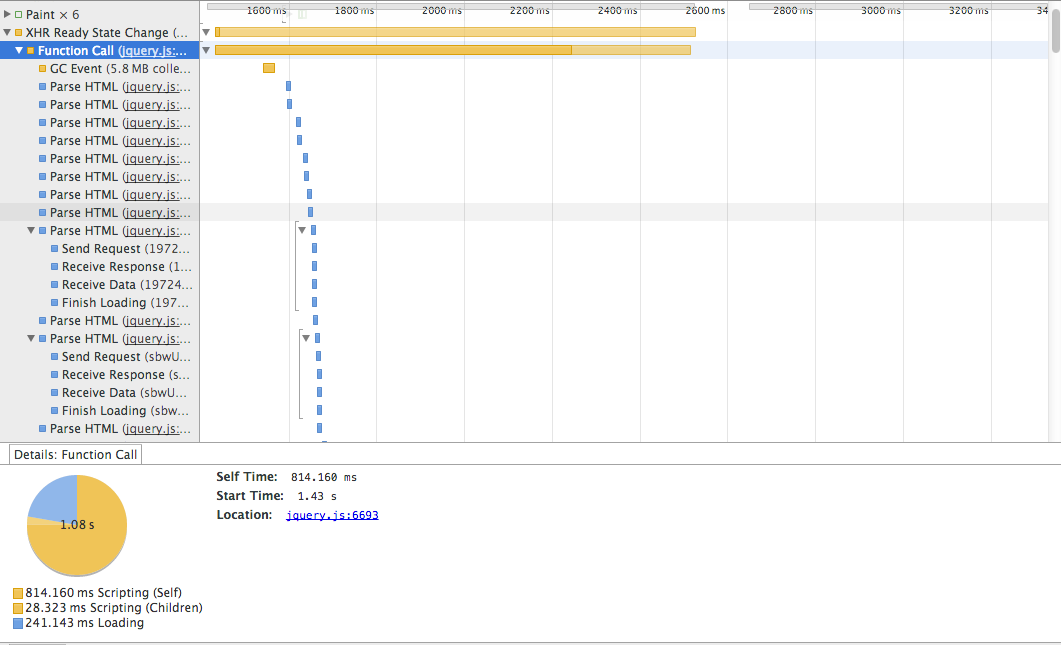 Paint × 6
1600 ms 1800 ms 2000 ms 2200 ms 2400 ms 2600 ms 2800 ms 3000 ms 3200 ms 34
XHR Ready State Change (...
Function Call (jquery.js:...
GC Event (5.8 MB colle...
Parse HTML (jquery.js:...
Parse HTML (jquery.js:...
Parse HTML (jquery.js:...
Parse HTML (jquery.js:...
Parse HTML (jquery.js:...
Parse HTML (jquery.js:...
Parse HTML (jquery.js:...
Parse HTML (jquery.js:...
Parse HTML (jquery.js:...
Send Request (1972...
Receive Response (1...
Receive Data (19724...
Finish Loading (197...
Parse HTML (jquery.js:...
Parse HTML (jquery.js:...
Send Request (sbwU...
Receive Response (s...
Receive Data (sbwU...
Finish Loading (sbw...
Parse HTML (jquery.js:...
Details: Function Call
Self Time: 814.160 ms
Start Time: 1.43 s
Location: jquery.js:6693
1.08 s
814.160 ms Scripting (Self)
28.323 ms Scripting (Children)
241.143 ms Loading